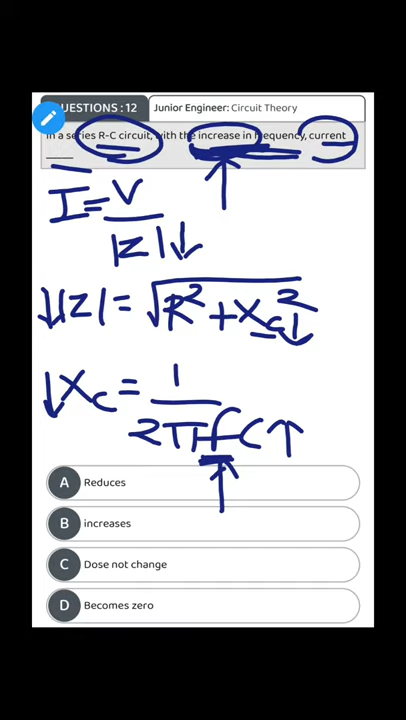 QUESTIONS : 12
Junior Engineer: Circuit Theory
In a series R-C circuit, with the increase in frequency, current
____
I = V
|Z|↓
↓|Z| = √R² + Xc²↓
↓Xc = 1
2πfC↑
A Reduces
B increases
C Dose not change
D Becomes zero